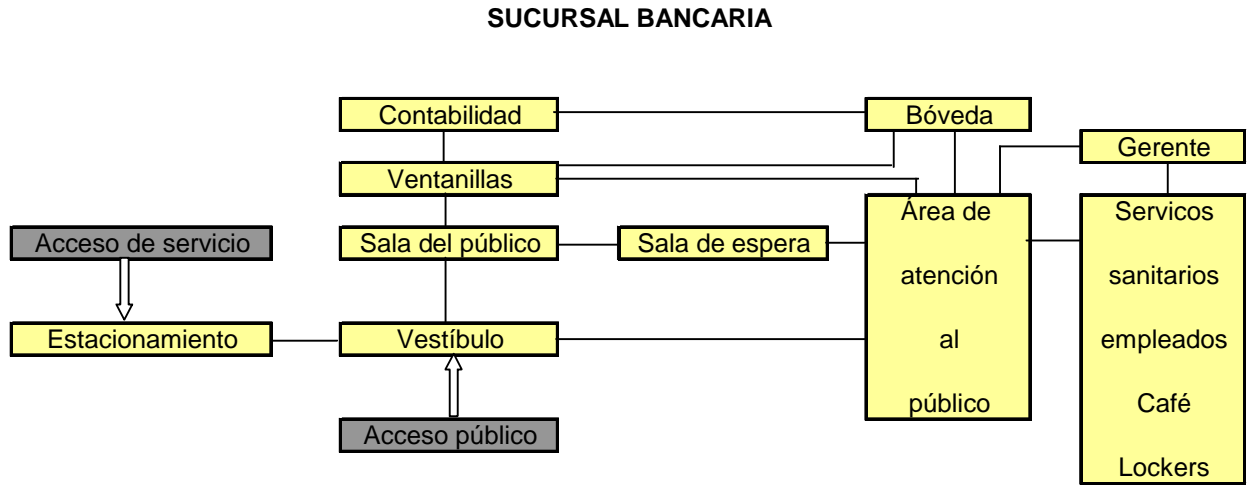 SUCURSAL BANCARIA
Contabilidad
Bóveda
Gerente
Ventanillas
Acceso de servicio
Sala del público
Sala de espera
Área de
atención
al
público
Servicos
sanitarios
empleados
Café
Lockers
Estacionamiento
Vestíbulo
Acceso público